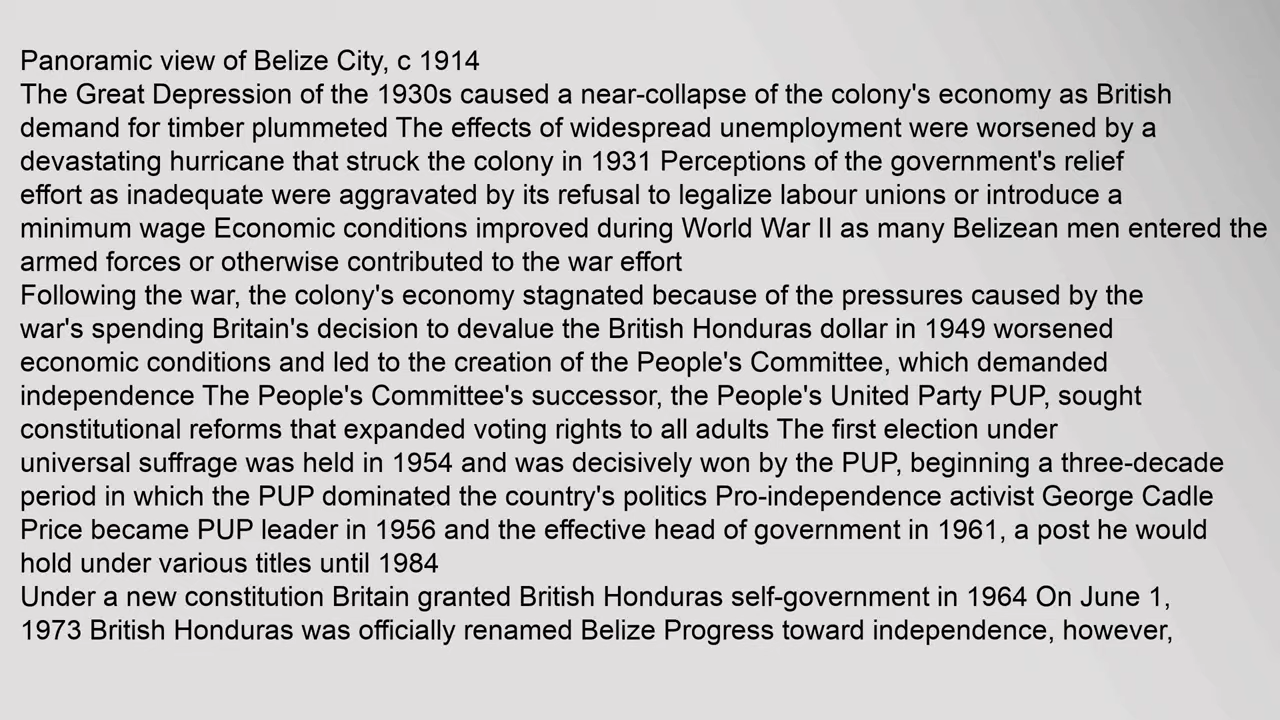 Panoramic view of Belize City, c 1914
The Great Depression of the 1930s caused a near-collapse of the colony's economy as British
demand for timber plummeted The effects of widespread unemployment were worsened by a
devastating hurricane that struck the colony in 1931 Perceptions of the government's relief
effort as inadequate were aggravated by its refusal to legalize labour unions or introduce a
minimum wage Economic conditions improved during World War II as many Belizean men entered the
armed forces or otherwise contributed to the war effort
Following the war, the colony's economy stagnated because of the pressures caused by the
war's spending Britain's decision to devalue the British Honduras dollar in 1949 worsened
economic conditions and led to the creation of the People's Committee, which demanded
independence The People's Committee's successor, the People's United Party PUP, sought
constitutional reforms that expanded voting rights to all adults The first election under
universal suffrage was held in 1954 and was decisively won by the PUP, beginning a three-decade
period in which the PUP dominated the country's politics Pro-independence activist George Cadle
Price became PUP leader in 1956 and the effective head of government in 1961, a post he would
hold under various titles until 1984
Under a new constitution Britain granted British Honduras self-government in 1964 On June 1,
1973 British Honduras was officially renamed Belize Progress toward independence, however,